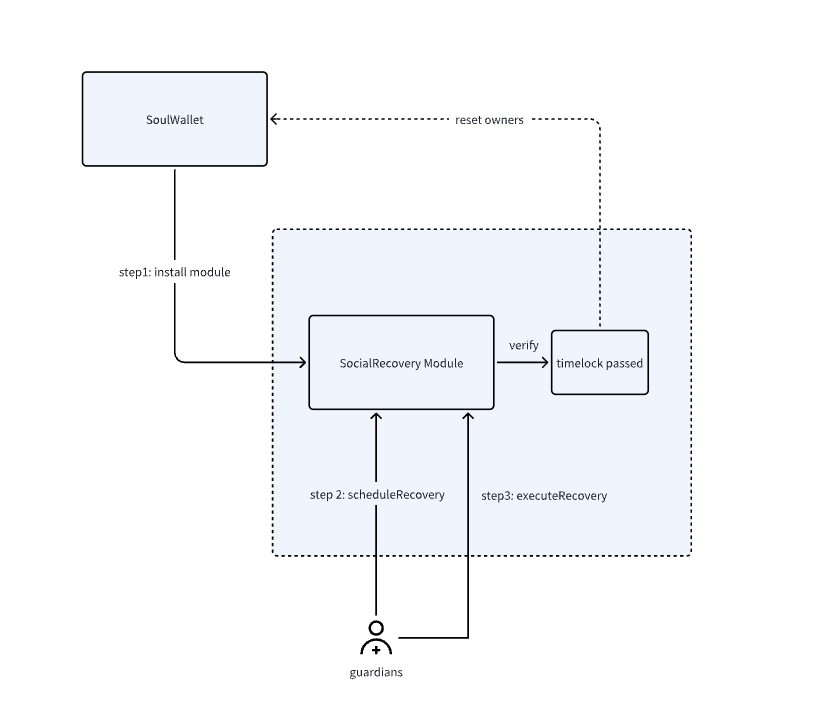 SoulWallet
reset owners
step1: install module
verify
SocialRecovery Module
timelock passed
step 2: scheduleRecovery
step3: executeRecovery
guardians